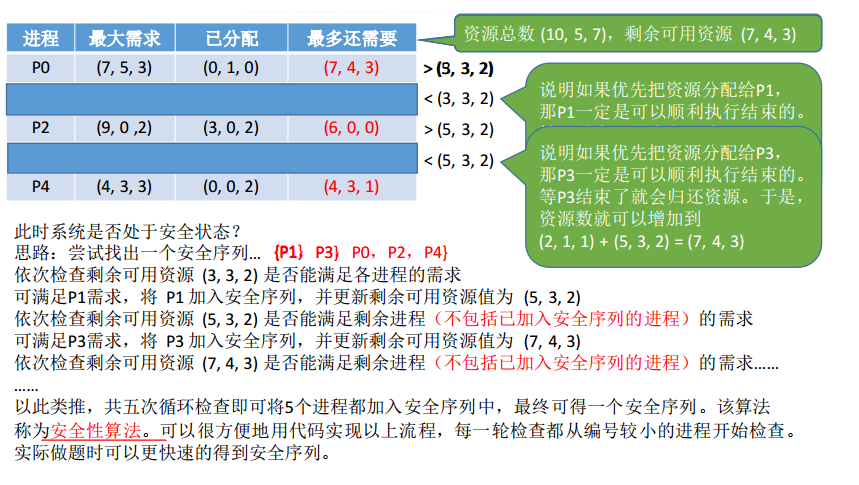 进程 最大需求 已分配 最多还需要
资源总数 (10, 5, 7)，剩余可用资源 (7, 4, 3)
P0 (7, 5, 3) (0, 1, 0) (7, 4, 3) > (5, 3, 2)
< (3, 3, 2)
说明如果优先把资源分配给P1，
那P1一定是可以顺利执行结束的。
P2 (9, 0 ,2) (3, 0, 2) (6, 0, 0) > (5, 3, 2)
< (5, 3, 2)
说明如果优先把资源分配给P3，
那P3一定是可以顺利执行结束的。
等P3结束了就会归还资源。于是，
资源数就可以增加到
(2, 1, 1) + (5, 3, 2) = (7, 4, 3)
P4 (4, 3, 3) (0, 0, 2) (4, 3, 1)
此时系统是否处于安全状态？
思路：尝试找出一个安全序列… {P1} P3} P0，P2，P4}
依次检查剩余可用资源 (3, 3, 2) 是否能满足各进程的需求
可满足P1需求，将 P1 加入安全序列，并更新剩余可用资源值为 (5, 3, 2)
依次检查剩余可用资源 (5, 3, 2) 是否能满足剩余进程（不包括已加入安全序列的进程）的需求
可满足P3需求，将 P3 加入安全序列，并更新剩余可用资源值为 (7, 4, 3)
依次检查剩余可用资源 (7, 4, 3) 是否能满足剩余进程（不包括已加入安全序列的进程）的需求……
……
以此类推，共五次循环检查即可将5个进程都加入安全序列中，最终可得一个安全序列。该算法
称为安全性算法。可以很方便地用代码实现以上流程，每一轮检查都从编号较小的进程开始检查。
实际做题时可以更快速的得到安全序列。